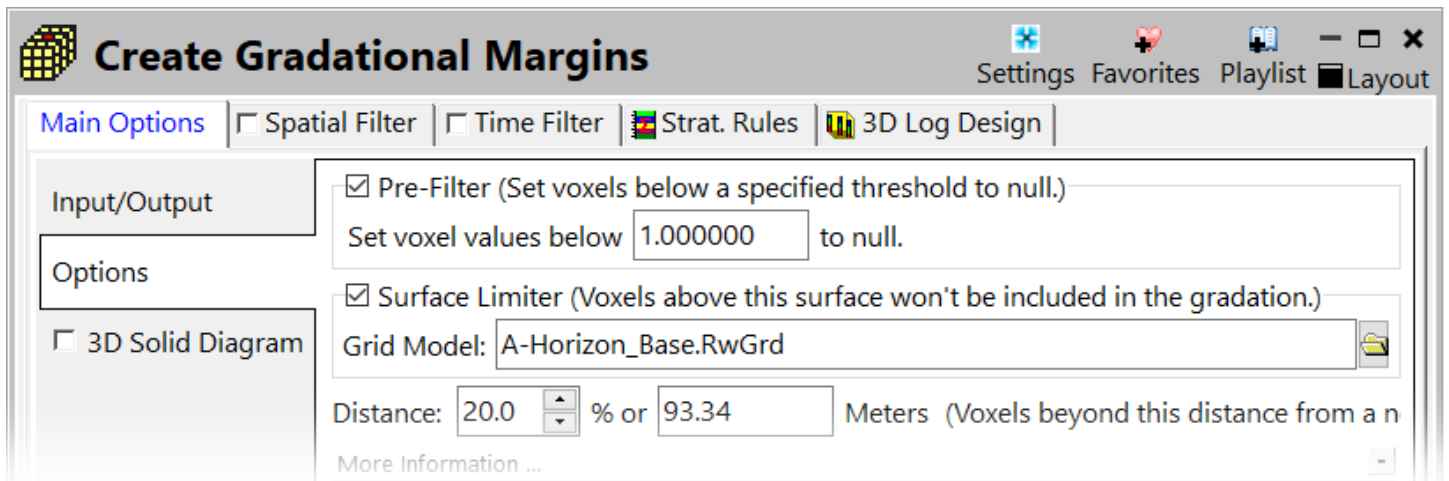 Create Gradational Margins
Settings Favorites Playlist Layout
Main Options Spatial Filter Time Filter Strat. Rules 3D Log Design
Input/Output
Options
3D Solid Diagram
Pre-Filter (Set voxels below a specified threshold to null.)
Set voxel values below 1.000000 to null.
Surface Limiter (Voxels above this surface won't be included in the gradation.)
Grid Model: A-Horizon_Base.RwGrd
Distance: 20.0 % or 93.34 Meters (Voxels beyond this distance from a
More Information ...